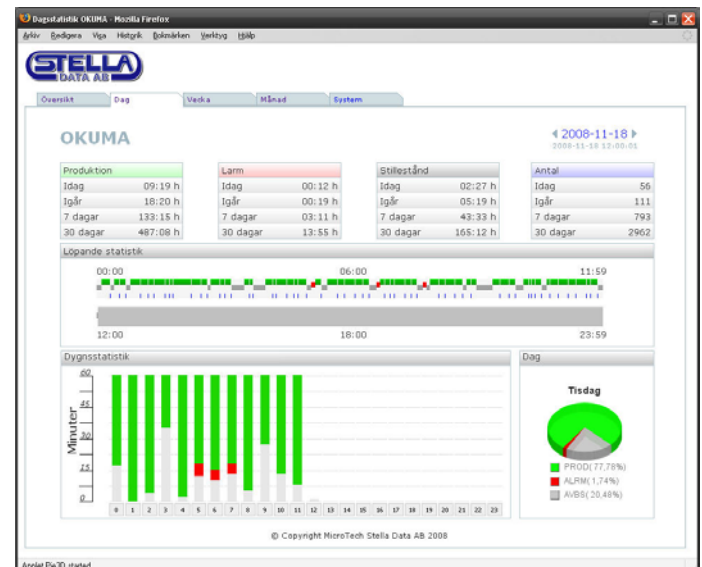 Dagsstatistik OKUMA - Mozilla Firefox
Arkiv Redigera Visa Historik Bokmärken Verktyg Hjälp
STELLA
DATA AB
Översikt Dag Vecka Månad System
OKUMA
2008-11-18
2008-11-18 12:00:01
Produktion
Idag 09:19 h
Igår 18:20 h
7 dagar 133:15 h
30 dagar 487:08 h
Larm
Idag 00:12 h
Igår 00:19 h
7 dagar 03:11 h
30 dagar 13:55 h
Stillestånd
Idag 02:27 h
Igår 05:19 h
7 dagar 43:33 h
30 dagar 165:12 h
Antal
Idag 56
Igår 111
7 dagar 793
30 dagar 2962
Löpande statistik
00:00 06:00 11:59
12:00 18:00 23:59
Dygnsstatistik
Minuter
60
45
30
15
0
0 1 2 3 4 5 6 7 8 9 10 11 12 13 14 15 16 17 18 19 20 21 22 23
Dag
Tisdag
PROD( 77,78%)
ALRM( 1,74%)
AVBS( 20,48%)
© Copyright MicroTech Stella Data AB 2008
Applet Pie3D started